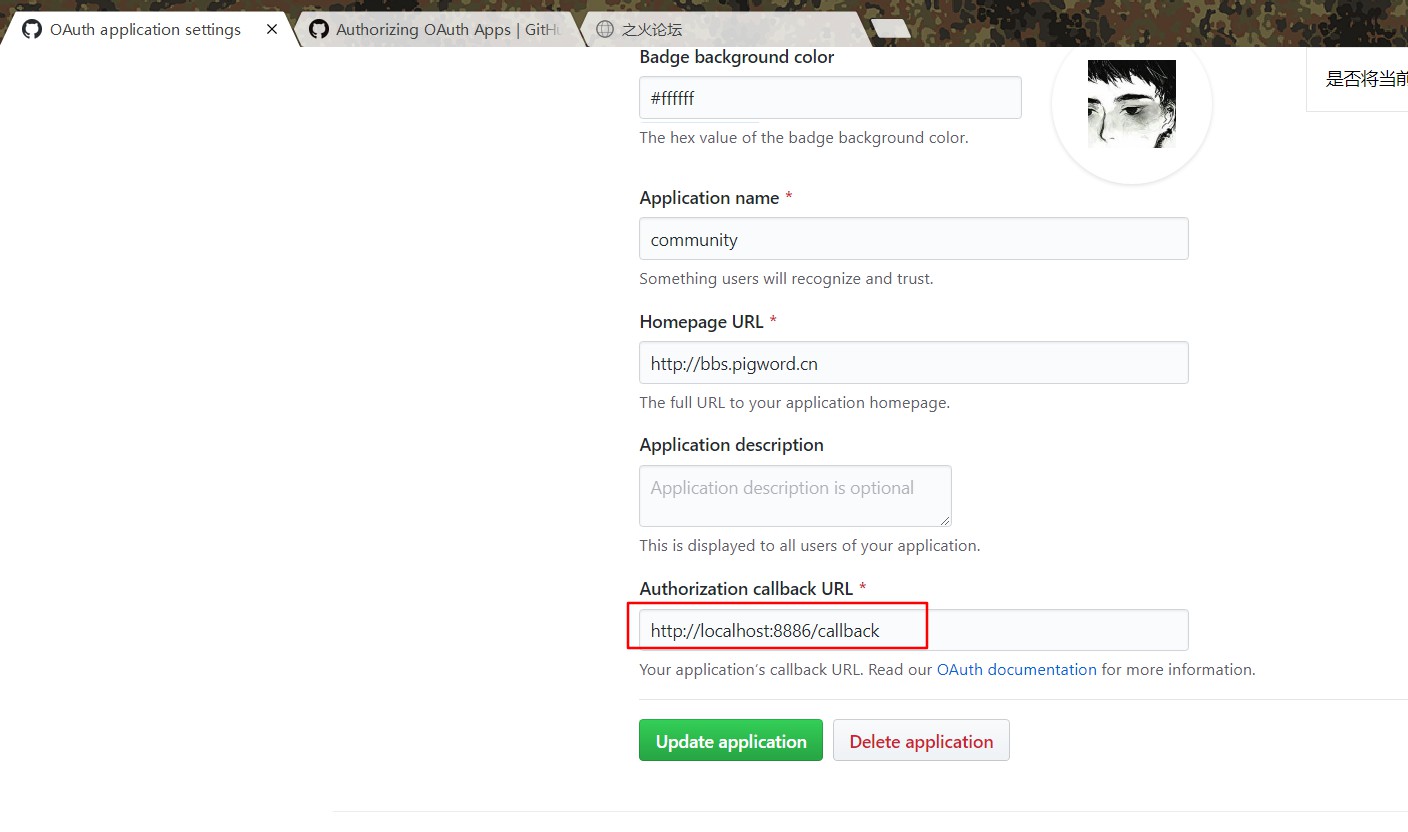 OAuth application settings
Authorizing OAuth Apps | GitHu
之火论坛
Badge background color
#ffffff
是否将当前
The hex value of the badge background color.
Application name *
community
Something users will recognize and trust.
Homepage URL *
http://bbs.pigword.cn
The full URL to your application homepage.
Application description
Application description is optional
This is displayed to all users of your application.
Authorization callback URL *
http://localhost:8886/callback
Your application's callback URL. Read our OAuth documentation for more information.
Update application
Delete application